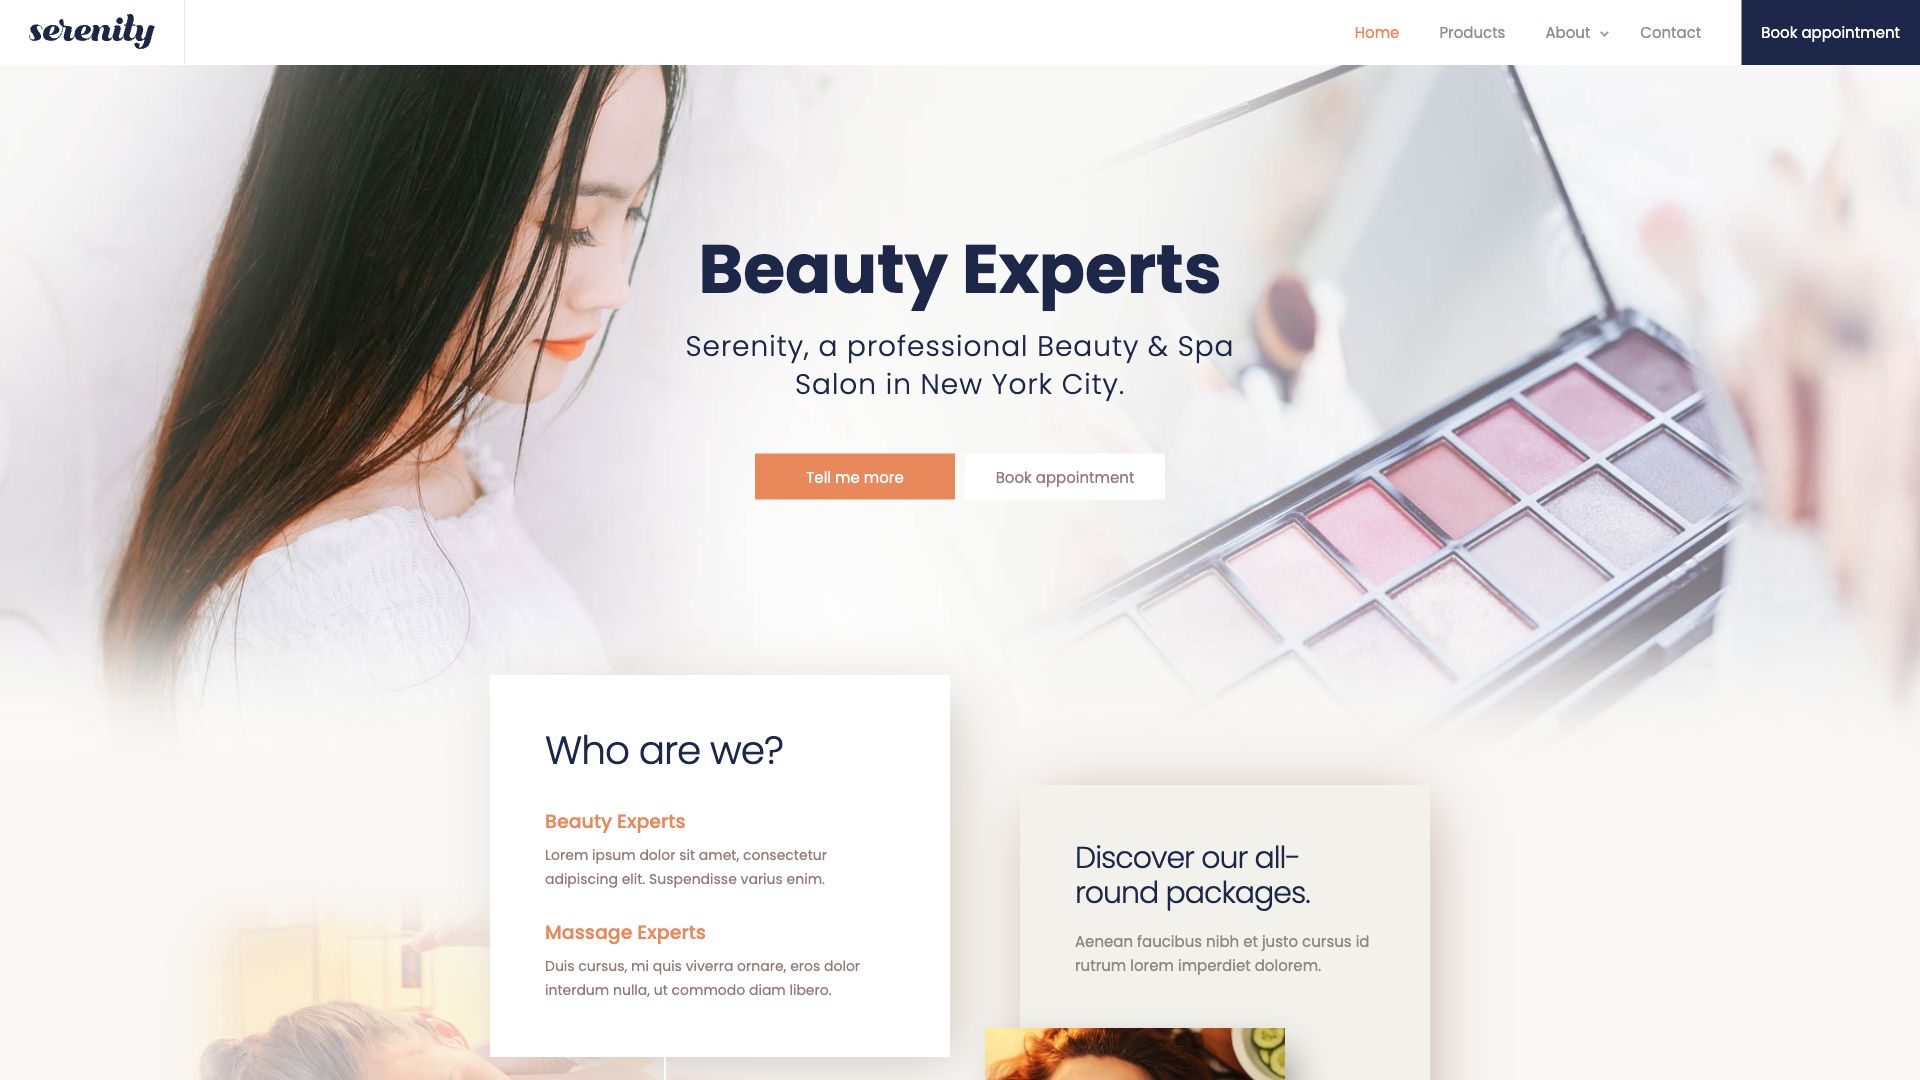 serenity
Home
Products
About
Contact
Book appointment
Beauty Experts
Serenity, a professional Beauty & Spa
Salon in New York City.
Tell me more
Book appointment
Who are we?
Beauty Experts
Lorem ipsum dolor sit amet, consectetur
adipiscing elit. Suspendisse varius enim.
Massage Experts
Duis cursus, mi quis viverra ornare, eros dolor
interdum nulla, ut commodo diam libero.
Discover our all-
round packages.
Aenean faucibus nibh et justo cursus id
rutrum lorem imperdiet dolorem.